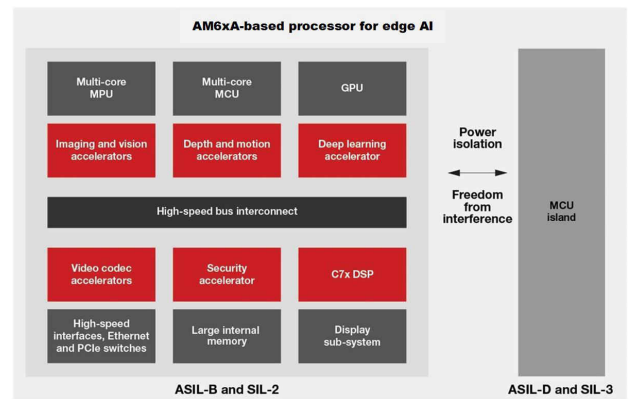 AM6xA-based processor for edge AI
Multi-core
MPU
Multi-core
MCU
GPU
Imaging and vision
accelerators
Depth and motion
accelerators
Deep learning
accelerator
High-speed bus interconnect
Video codec
accelerators
Security
accelerator
C7x DSP
High-speed
interfaces, Ethernet
and PCIe switches
Large internal
memory
Display
sub-system
ASIL-B and SIL-2
Power
isolation
Freedom
from
interference
MCU
island
ASIL-D and SIL-3